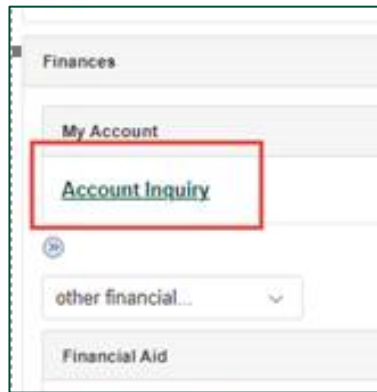 Finances
My Account
Account Inquiry
other financial...
Financial Aid